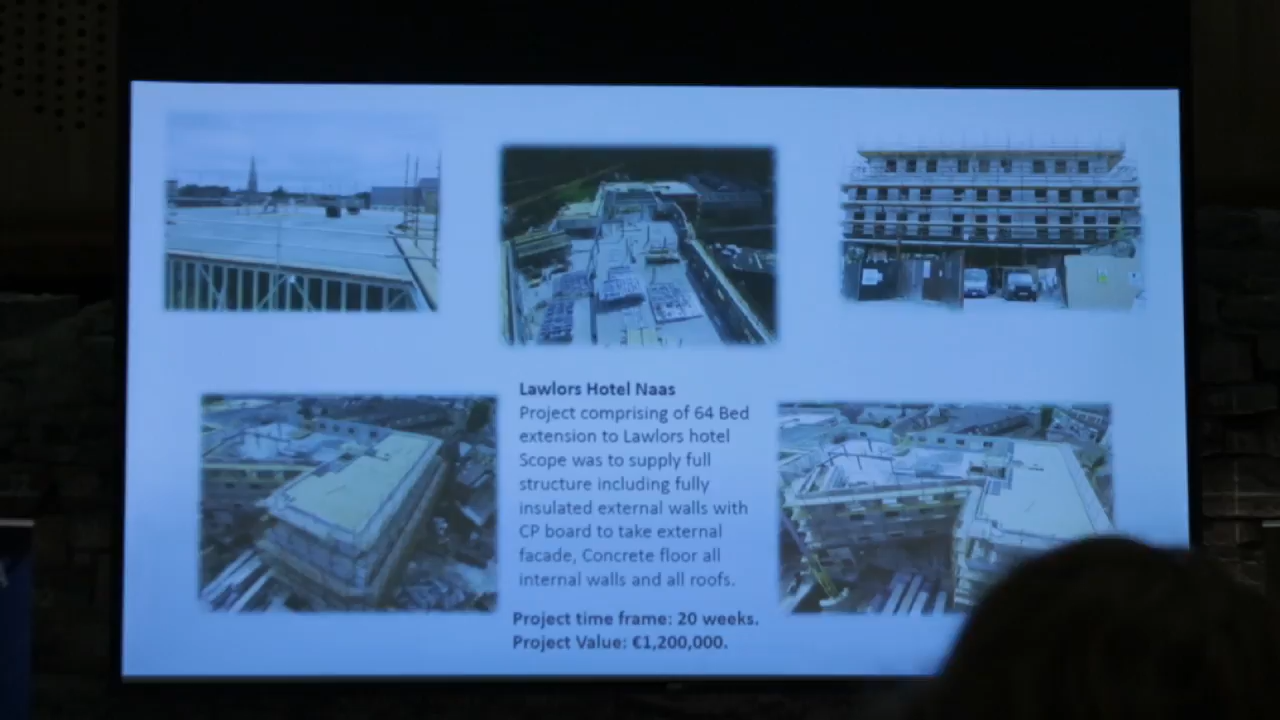 Lawlors Hotel Naas
Project comprising of 64 Bed
extension to Lawlors hotel
Scope was to supply full
structure including fully
insulated external walls with
CP board to take external
facade, Concrete floor all
internal walls and all roofs.
Project time frame: 20 weeks.
Project Value: €1,200,000.